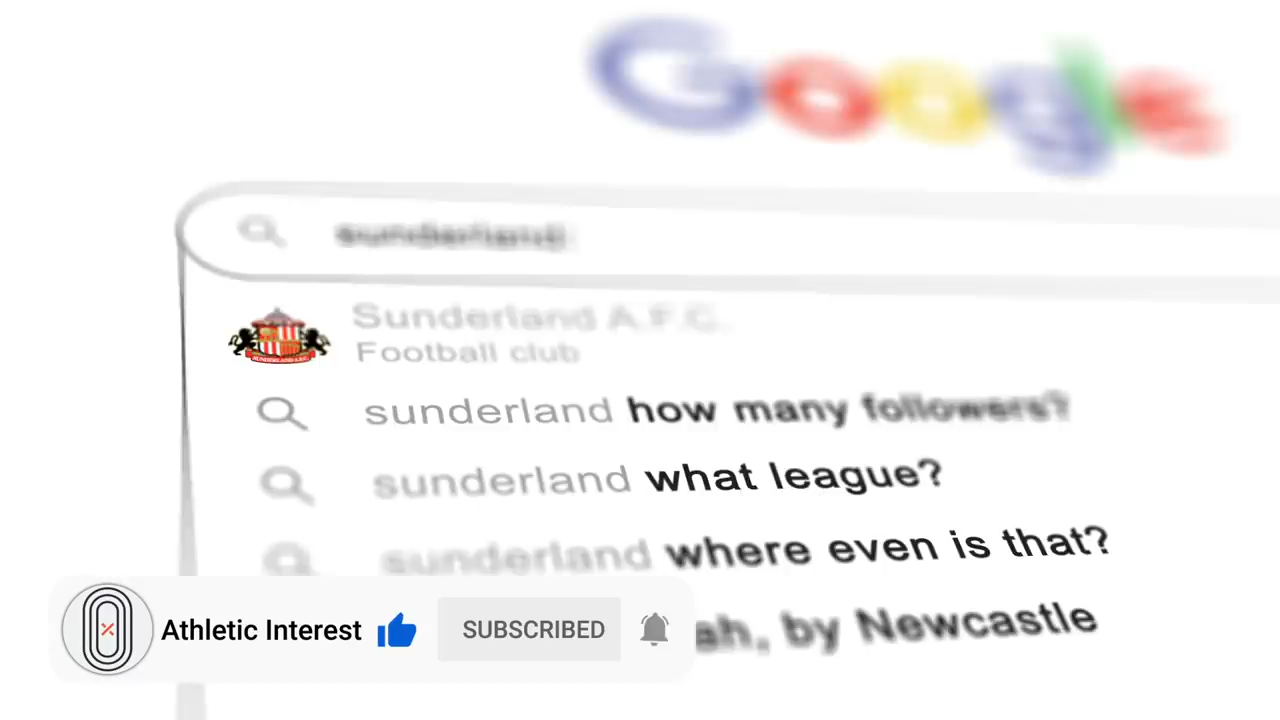 Google
sunderland
Sunderland A.F.C.
Football club
sunderland how many followers?
sunderland what league?
sunderland where even is that?
ah, by Newcastle
Athletic Interest
SUBSCRIBED